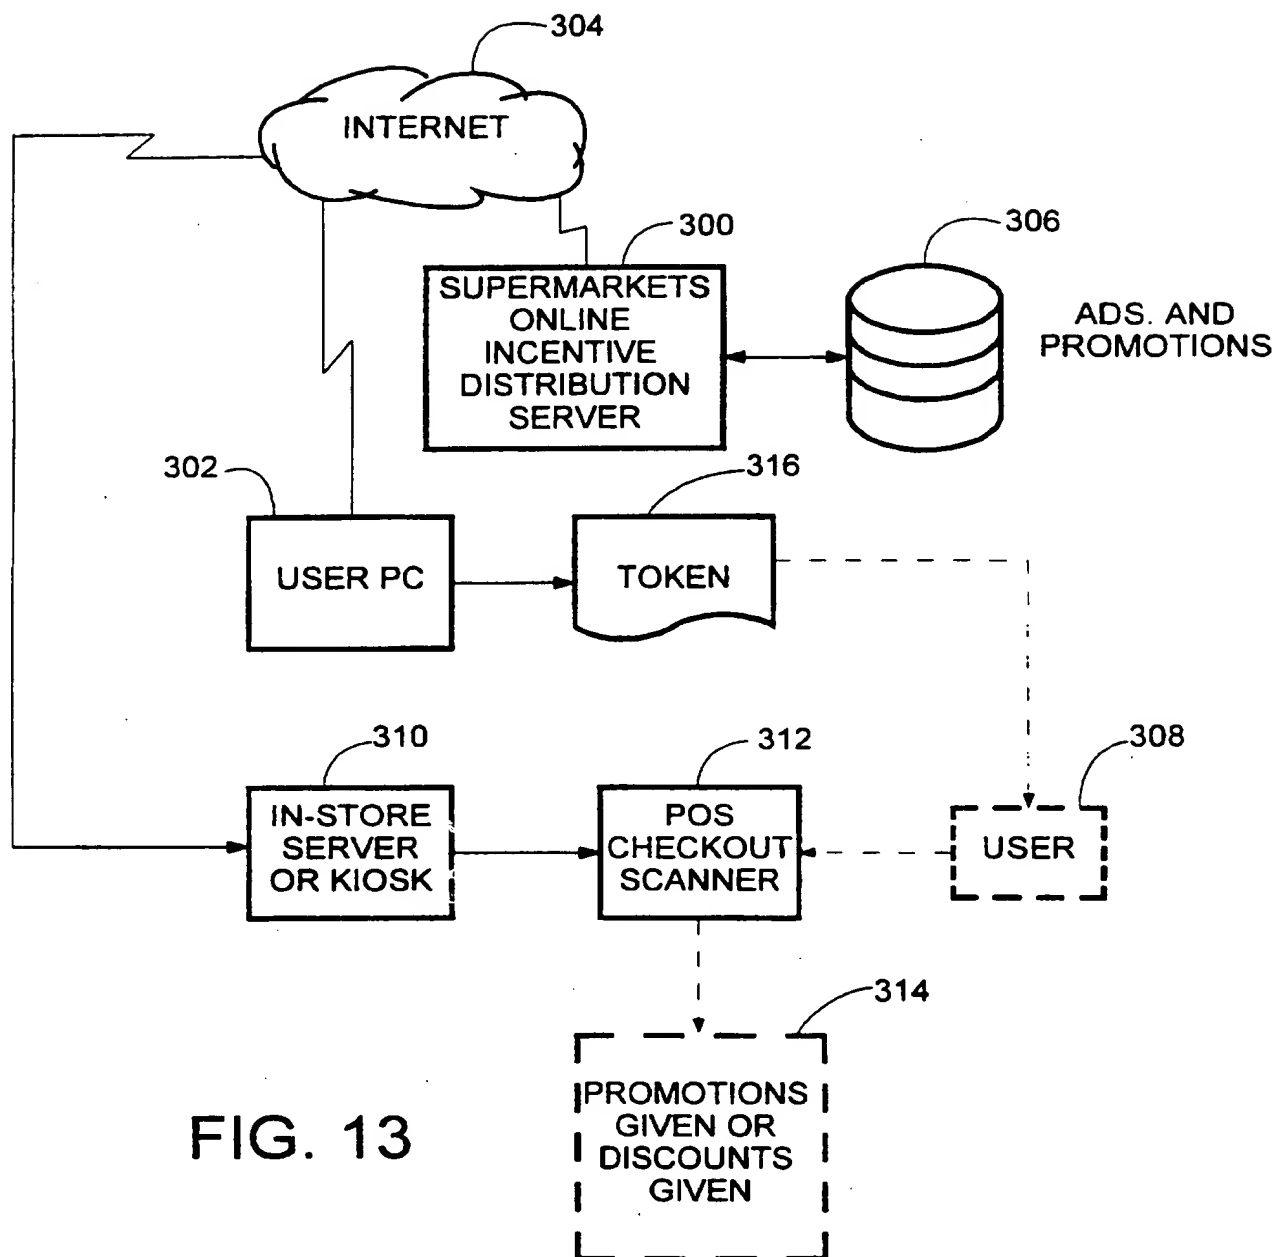 304
INTERNET
300
306
SUPERMARKETS
ONLINE
INCENTIVE
DISTRIBUTION
SERVER
ADS. AND
PROMOTIONS
302
316
USER PC
TOKEN
310
312
308
IN-STORE
SERVER
OR KIOSK
POS
CHECKOUT
SCANNER
USER
314
PROMOTIONS
GIVEN OR
DISCOUNTS
GIVEN
FIG. 13